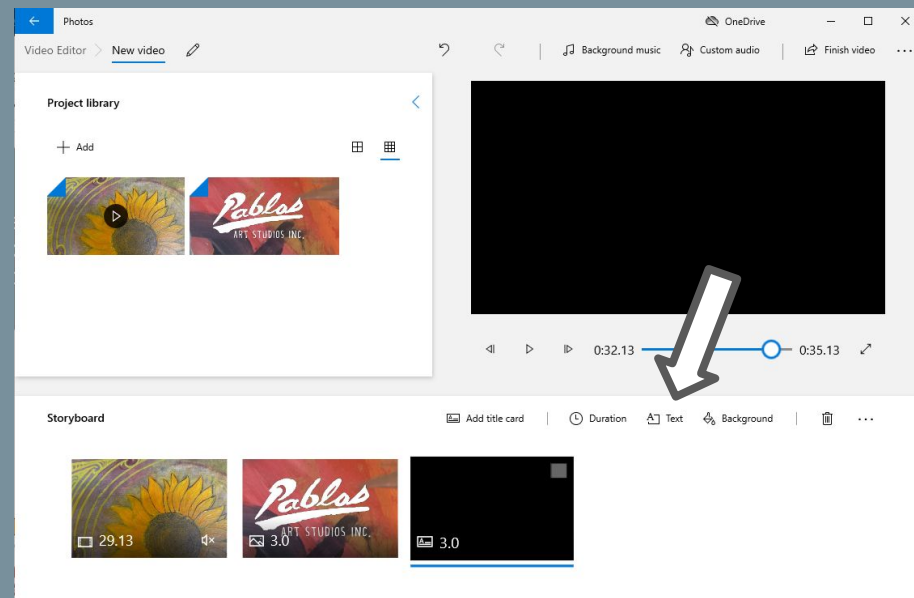 Photos
OneDrive
Video Editor > New video
Background music
Custom audio
Finish video
Project library
Add
Pablos
ART STUDIOS INC.
0:32.13
0:35.13
Storyboard
Add title card
Duration
Text
Background
29.13
Pablos
ART STUDIOS INC.
3.0
3.0